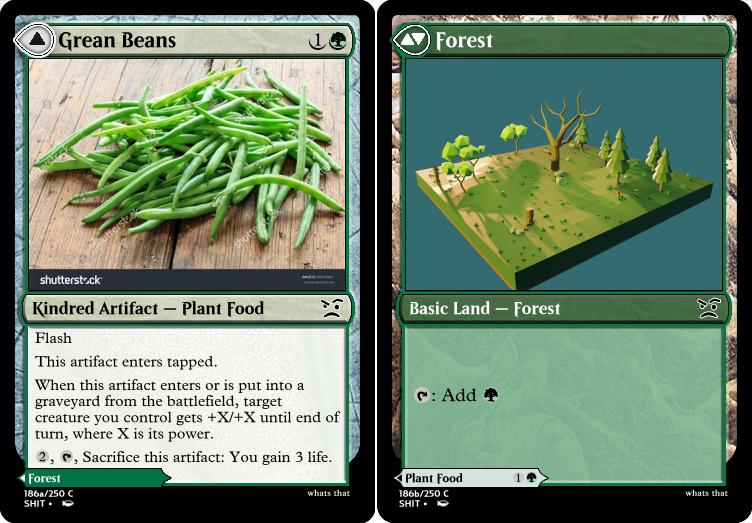 Grean Beans
1
shutterstock
Kindred Artifact — Plant Food
Flash
This artifact enters tapped.
When this artifact enters or is put into a
graveyard from the battlefield, target
creature you control gets +X/+X until end of
turn, where X is its power.
2, , Sacrifice this artifact: You gain 3 life.
Forest
186a/250 C
SHIT •
whats that
Forest
Basic Land — Forest
: Add
Plant Food
1
186b/250 C
SHIT •
whats that